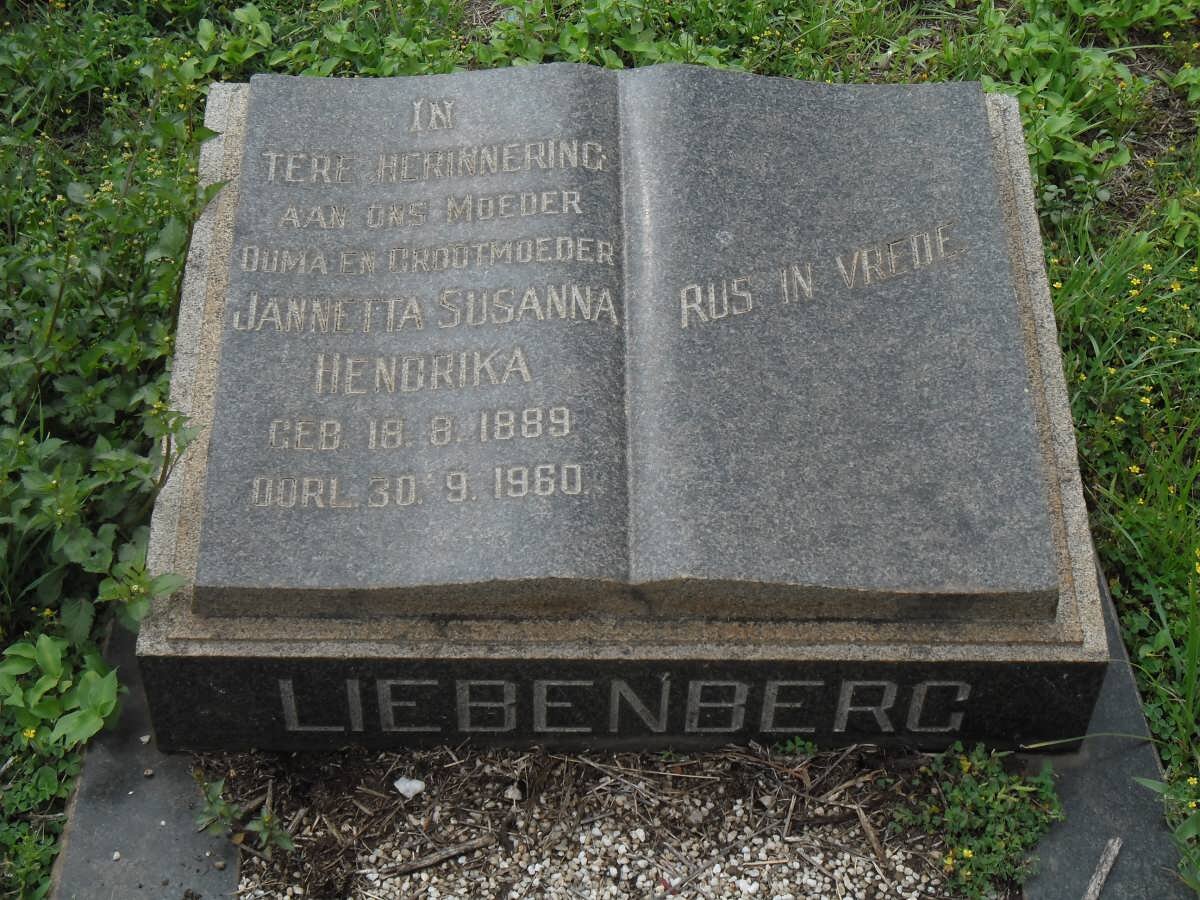 IN
TERE HERINNERING
AAN ONS MOEDER
OUMA EN GROOTMOEDER
JANNETTA SUSANNA
HENDRIKA
GEB. 18. 8. 1889
OORL. 30. 9. 1960.
RUS IN VREDE.
LIEBENBERG